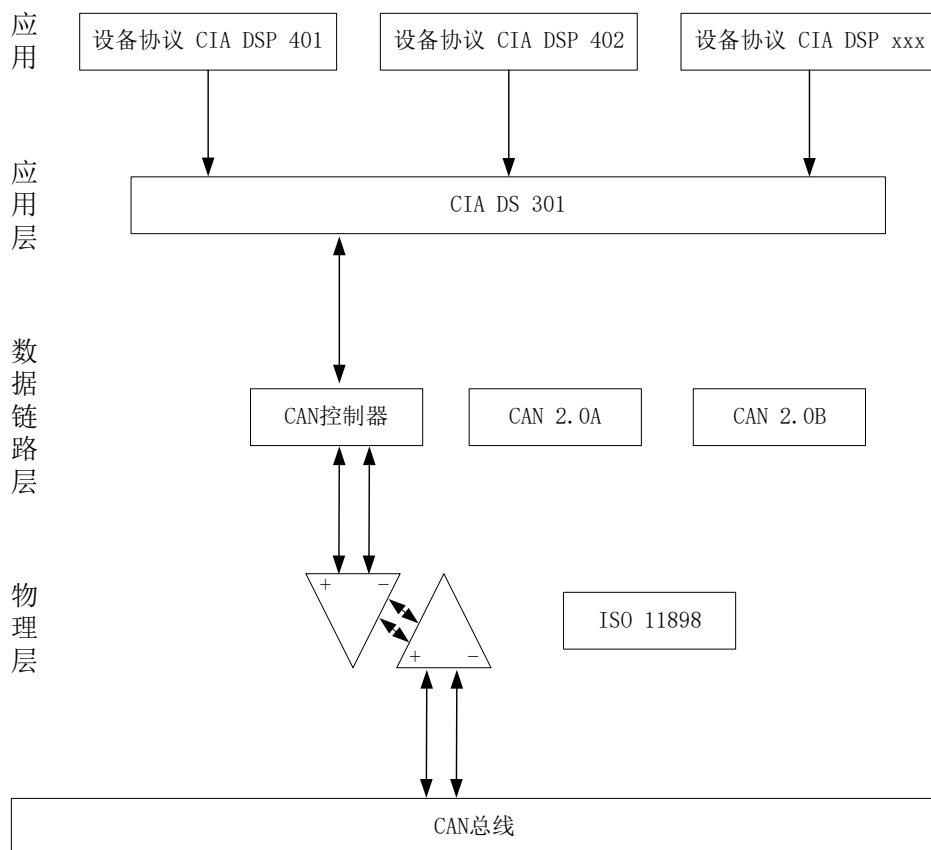 应用
设备协议 CIA DSP 401
设备协议 CIA DSP 402
设备协议 CIA DSP xxx
应用层
CIA DS 301
数据链路层
CAN控制器
CAN 2.0A
CAN 2.0B
物理层
+ −
+ −
ISO 11898
CAN总线